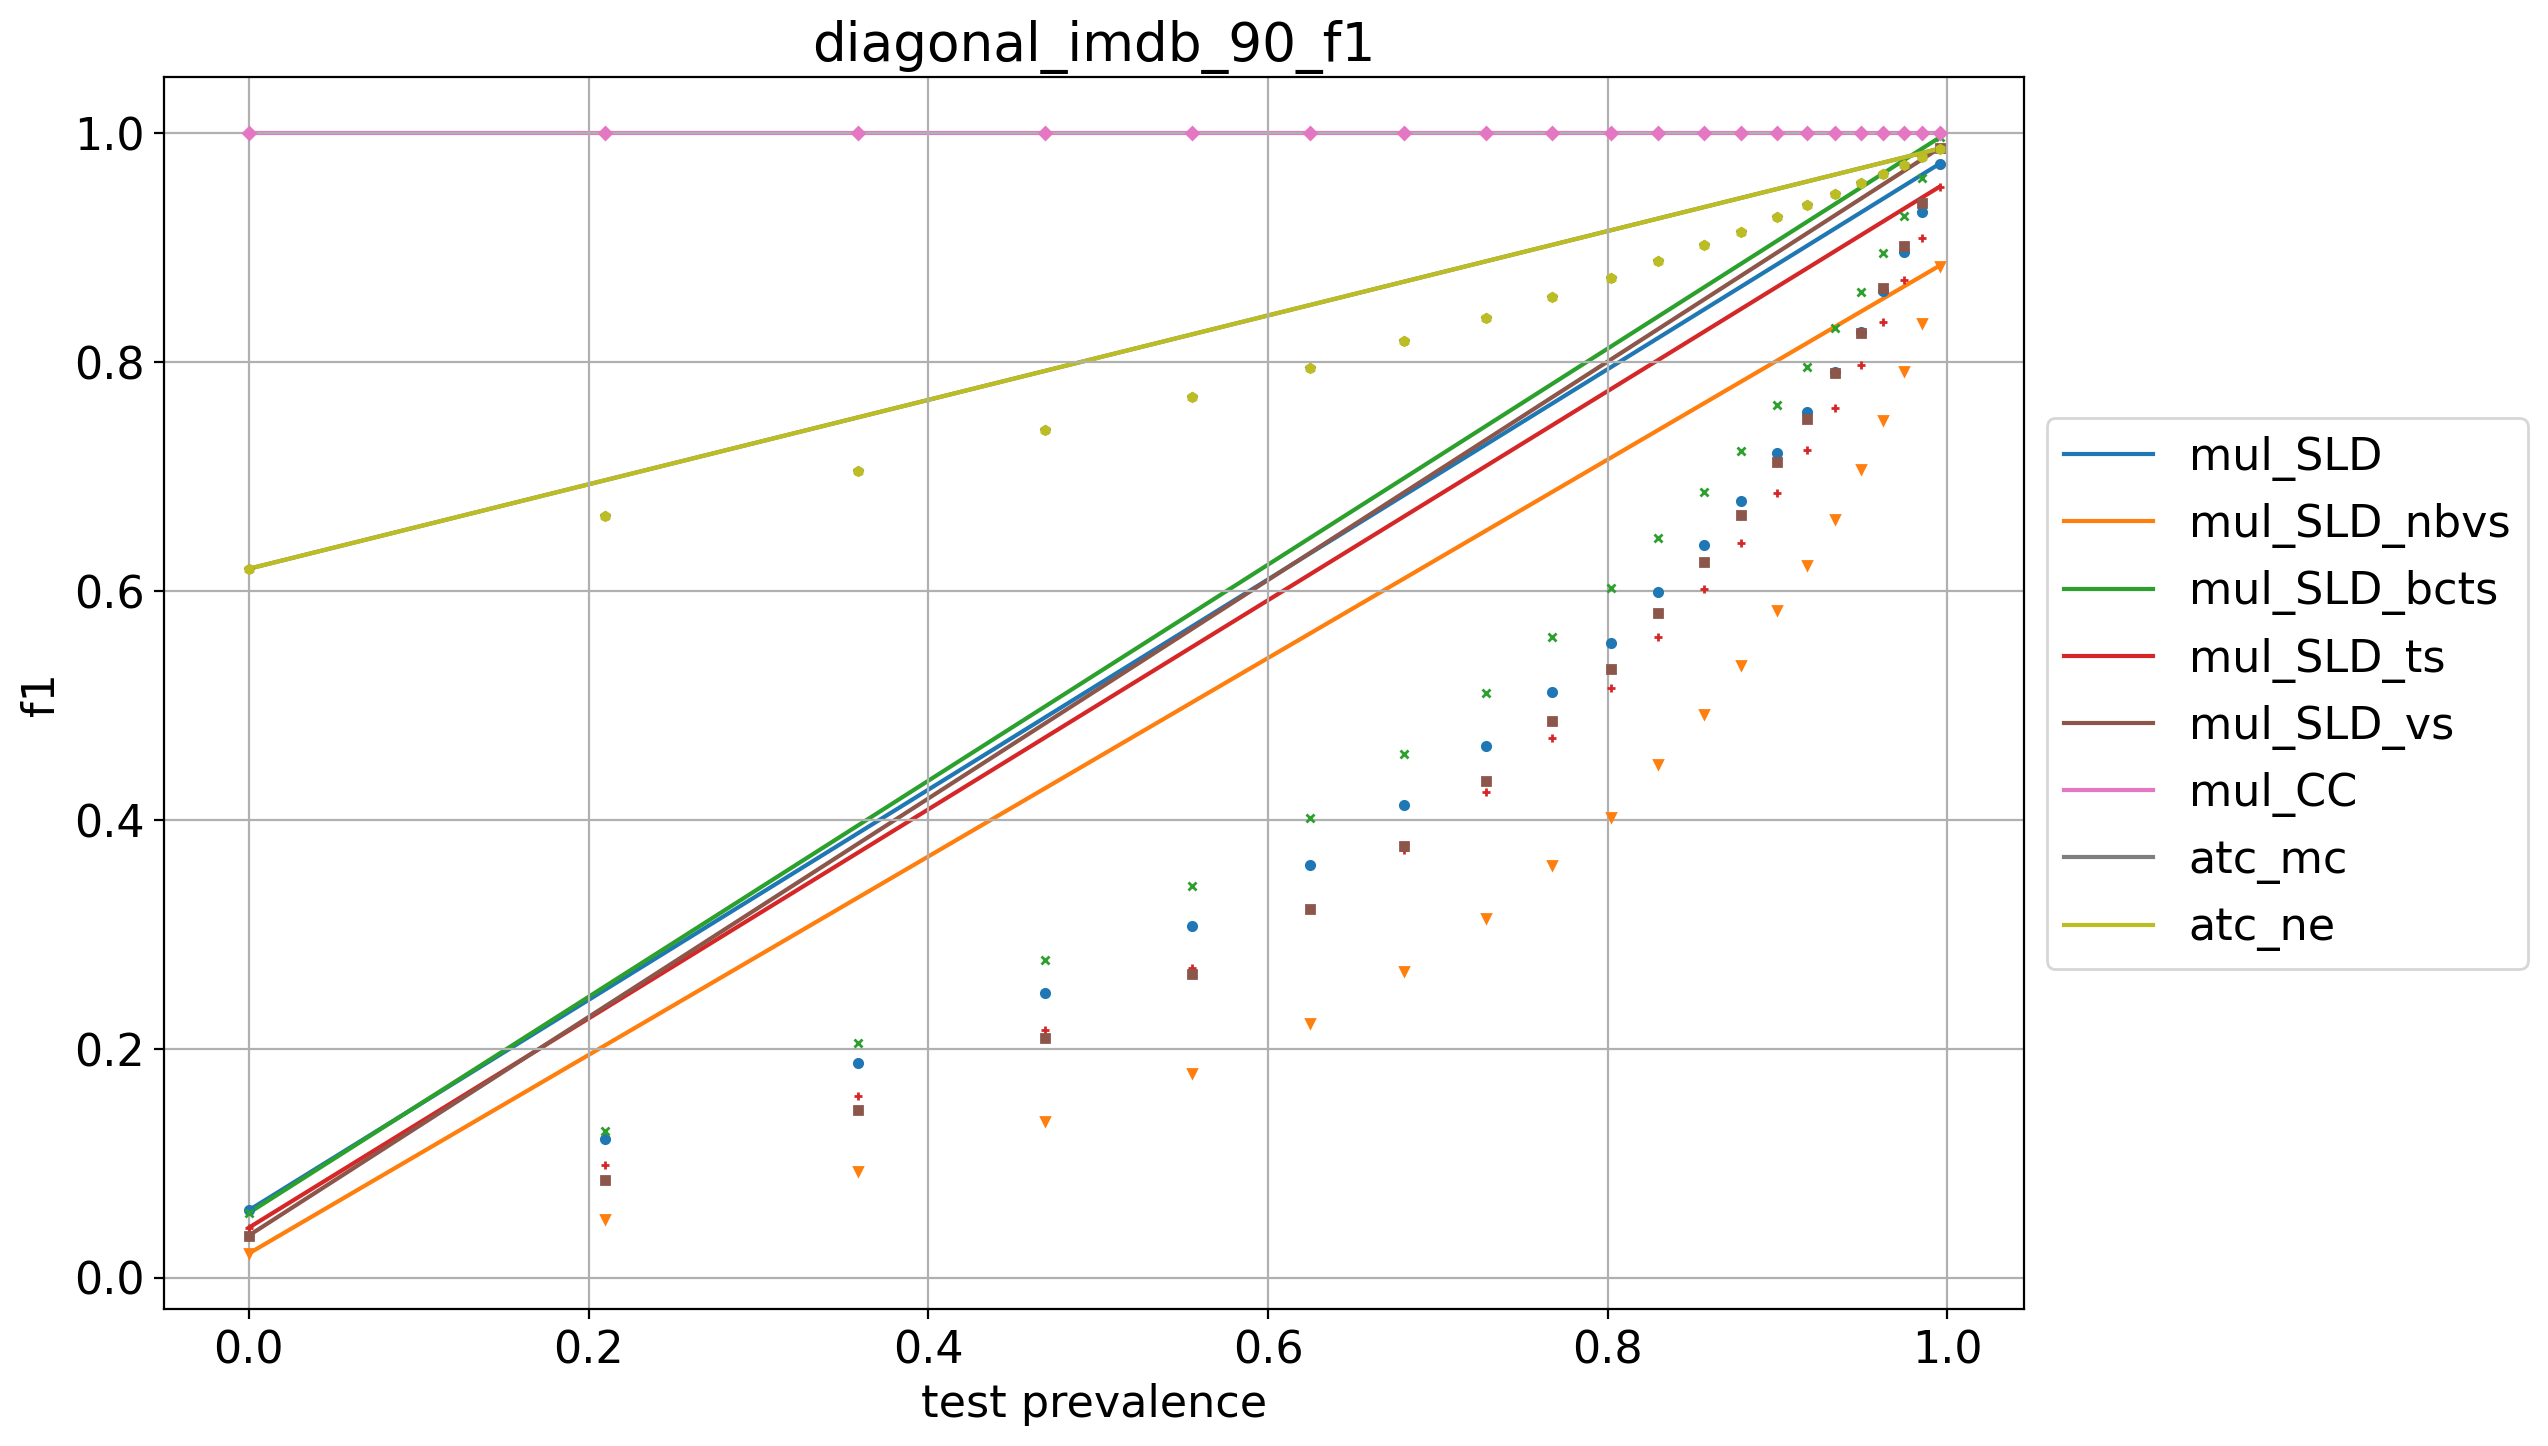 diagonal_imdb_90_f1
1.0
0.8
0.6
0.4
0.2
0.0
f1
0.0 0.2 0.4 0.6 0.8 1.0
test prevalence
mul_SLD
mul_SLD_nbvs
mul_SLD_bcts
mul_SLD_ts
mul_SLD_vs
mul_CC
atc_mc
atc_ne